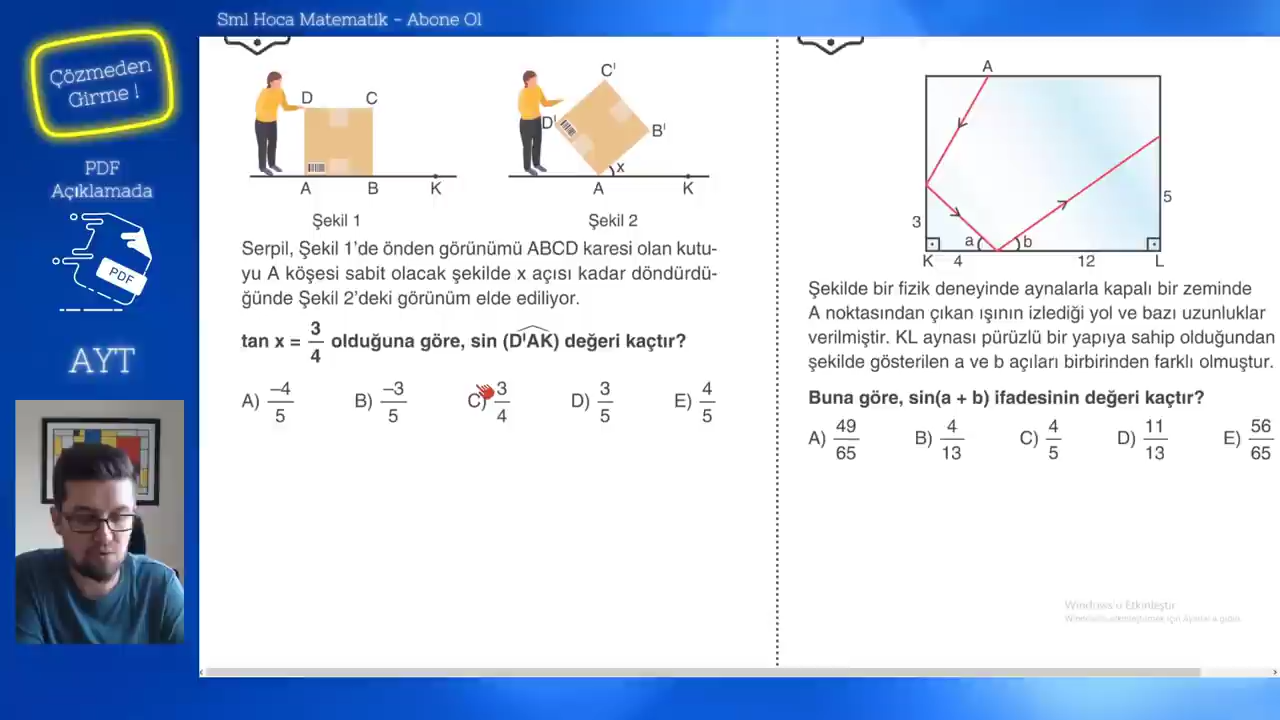 Sml Hoca Matematik - Abone Ol
Çözmeden
Girme !
PDF
Açıklamada
PDF
AYT
D C
A B K
Şekil 1
C' D' B' x
A K
Şekil 2
Serpil, Şekil 1'de önden görünümü ABCD karesi olan kutu-
yu A köşesi sabit olacak şekilde x açısı kadar döndürdü-
ğünde Şekil 2'deki görünüm elde ediliyor.
tan x = 3/4 olduğuna göre, sin (D'AK) değeri kaçtır?
A) –4/5 B) –3/5 C) 3/4 D) 3/5 E) 4/5
A
5
3
a b
K 4 12 L
Şekilde bir fizik deneyinde aynalarla kapalı bir zeminde
A noktasından çıkan ışının izlediği yol ve bazı uzunluklar
verilmiştir. KL aynası pürüzlü bir yapıya sahip olduğundan
şekilde gösterilen a ve b açıları birbirinden farklı olmuştur.
Buna göre, sin(a + b) ifadesinin değeri kaçtır?
A) 49/65 B) 4/13 C) 4/5 D) 11/13 E) 56/65
Windows'u Etkinleştir